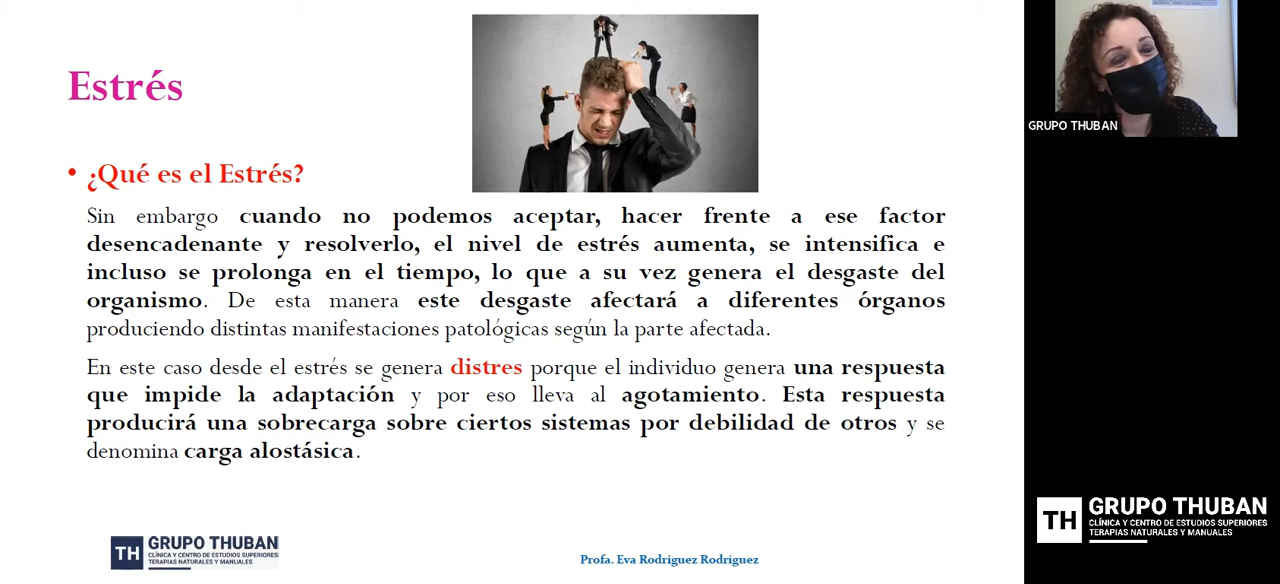 Estrés
GRUPO THUBAN
• ¿Qué es el Estrés?
Sin embargo cuando no podemos aceptar, hacer frente a ese factor
desencadenante y resolverlo, el nivel de estrés aumenta, se intensifica e
incluso se prolonga en el tiempo, lo que a su vez genera el desgaste del
organismo. De esta manera este desgaste afectará a diferentes órganos
produciendo distintas manifestaciones patológicas según la parte afectada.
En este caso desde el estrés se genera distres porque el individuo genera una respuesta
que impide la adaptación y por eso lleva al agotamiento. Esta respuesta
producirá una sobrecarga sobre ciertos sistemas por debilidad de otros y se
denomina carga alostásica.
TH GRUPO THUBAN
CLÍNICA Y CENTRO DE ESTUDIOS SUPERIORES
TERAPIAS NATURALES Y MANUALES
Profa. Eva Rodríguez Rodríguez
TH GRUPO THUBAN
CLÍNICA Y CENTRO DE ESTUDIOS SUPERIORES
TERAPIAS NATURALES Y MANUALES